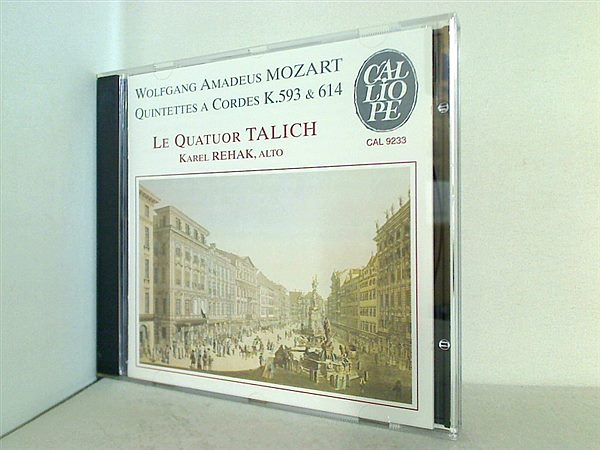 WOLFGANG AMADEUS MOZART
QUINTETTES A CORDES K.593 & 614
CAL
LIO
PE
LE QUATUOR TALICH
KAREL REHAK, ALTO
CAL 9233